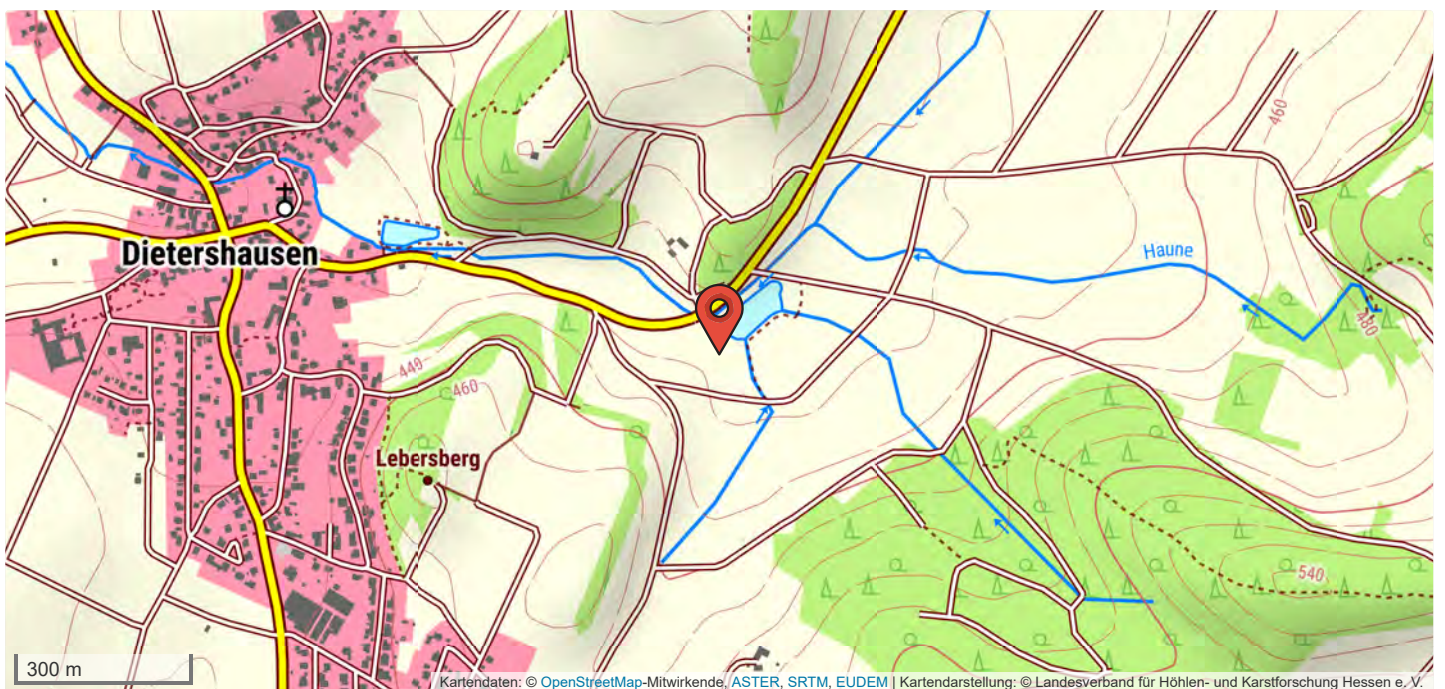 460
Haune
Dietershausen
480
440
460
Lebersberg
540
300 m
Kartendaten: © OpenStreetMap-Mitwirkende, ASTER, SRTM, EUDEM | Kartendarstellung: © Landesverband für Höhlen- und Karstforschung Hessen e. V.